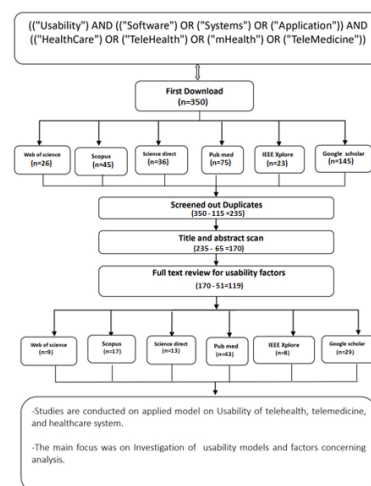 (("Usability") AND (("Software") OR ("Systems") OR ("Application")) AND
(("HealthCare") OR ("TeleHealth") OR ("mHealth") OR ("TeleMedicine"))
First Download
(n=350)
Web of science
(n=26)
Scopus
(n=45)
Science direct
(n=36)
Pub med
(n=75)
IEEE Xplore
(n=23)
Google scholar
(n=145)
Screened out Duplicates
(350 - 115 =235)
Title and abstract scan
(235 - 65 =170)
Full text review for usability factors
(170 - 51=119)
Web of science
(n=9)
Scopus
(n=17)
Science direct
(n=13)
Pub med
(n=43)
IEEE Xplore
(n=8)
Google scholar
(n=29)
-Studies are conducted on applied model on Usability of telehealth, telemedicine,
and healthcare system.
-The main focus was on Investigation of usability models and factors concerning
analysis.